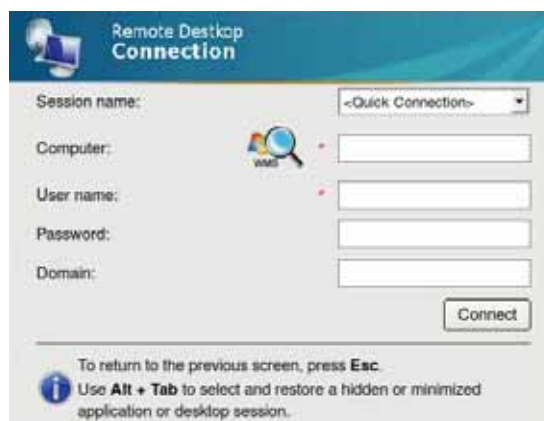 Remote Destkop
Connection
Session name:
<Quick Connection>
Computer:
WMS
*
User name:
*
Password:
Domain:
Connect
To return to the previous screen, press Esc.
Use Alt + Tab to select and restore a hidden or minimized
application or desktop session.